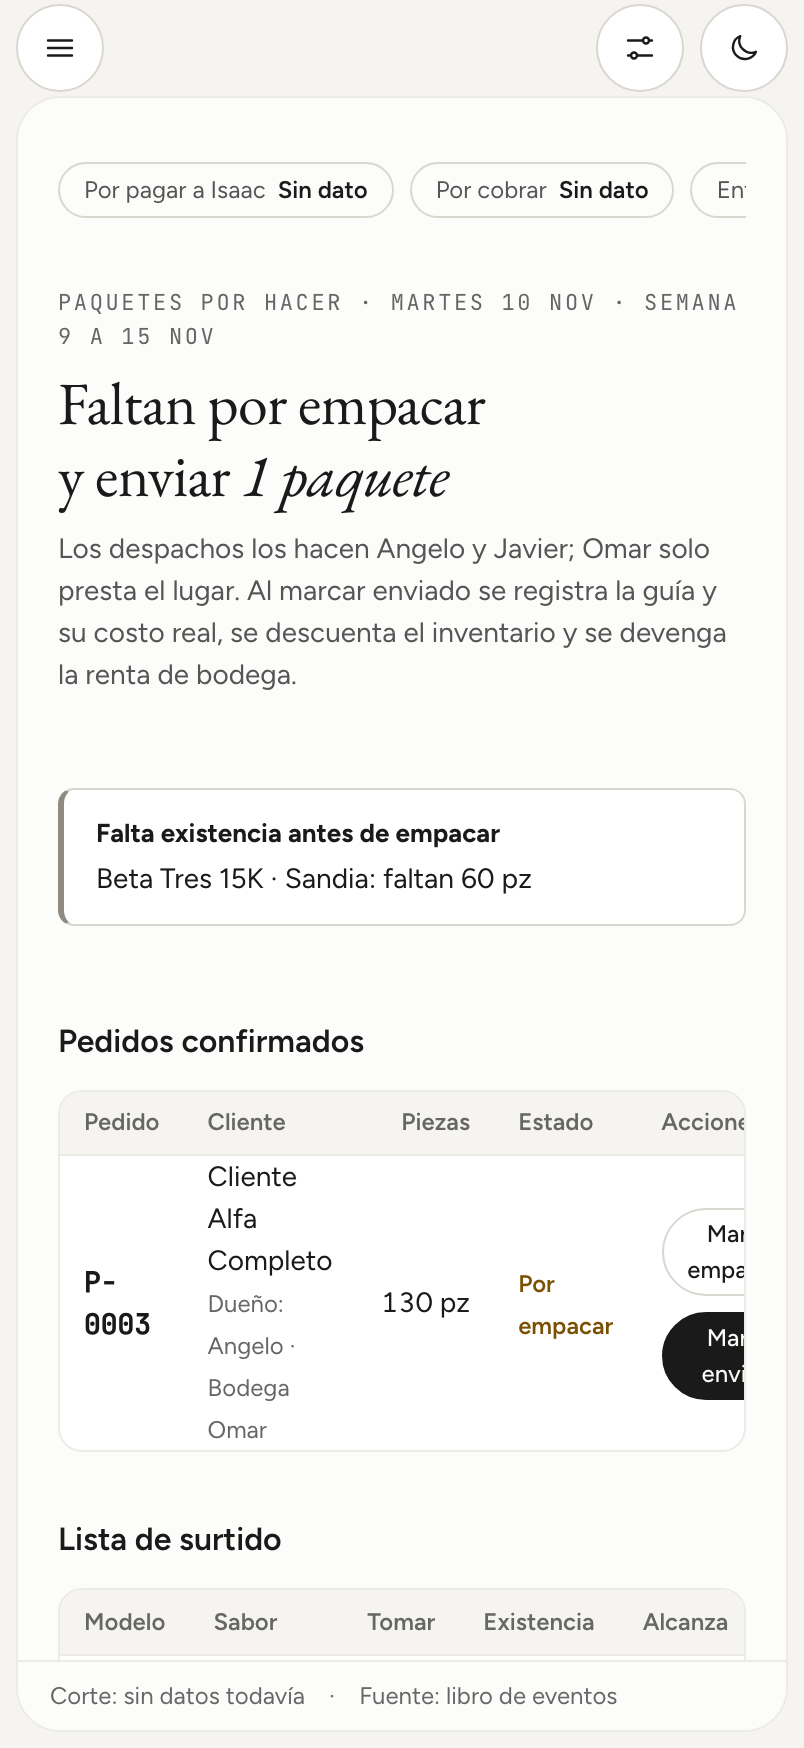 Por pagar a Isaac Sin dato
Por cobrar Sin dato
PAQUETES POR HACER · MARTES 10 NOV · SEMANA
9 A 15 NOV
Faltan por empacar
y enviar 1 paquete
Los despachos los hacen Angelo y Javier; Omar solo
presta el lugar. Al marcar enviado se registra la guía y
su costo real, se descuenta el inventario y se devenga
la renta de bodega.
Falta existencia antes de empacar
Beta Tres 15K · Sandia: faltan 60 pz
Pedidos confirmados
Pedido Cliente Piezas Estado Accione
P-
0003
Cliente
Alfa
Completo
Dueño:
Angelo ·
Bodega
Omar
130 pz
Por
empacar
Mar
empa
Mar
envi
Lista de surtido
Modelo Sabor Tomar Existencia Alcanza
Corte: sin datos todavía · Fuente: libro de eventos